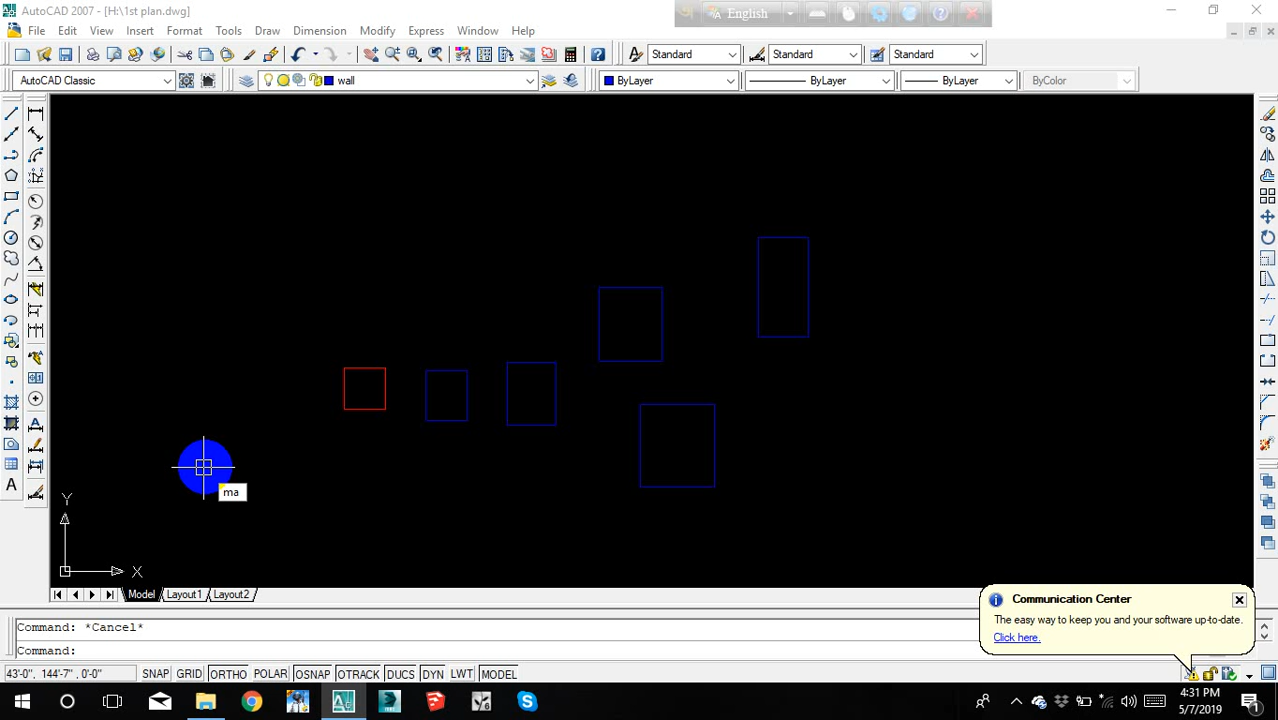 AutoCAD 2007 - [H:\1st plan.dwg]
English
File Edit View Insert Format Tools Draw Dimension Modify Express Window Help
Standard Standard Standard
AutoCAD Classic wall ByLayer ByLayer ByLayer ByColor
A
ma
Y
X
Model Layout1 Layout2
Communication Center
The easy way to keep you and your software up-to-date.
Click here.
Command: *Cancel*
Command:
43'-0", 144'-7", 0'-0" SNAP GRID ORTHO POLAR OSNAP OTRACK DUCS DYN LWT MODEL
4:31 PM
5/7/2019